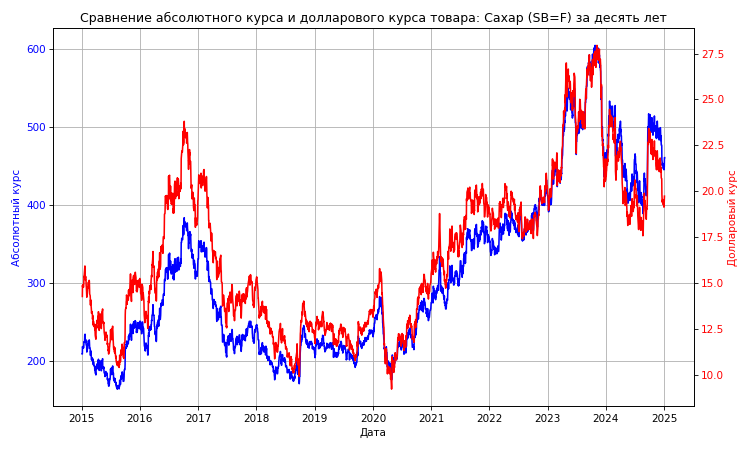 Сравнение абсолютного курса и долларового курса товара: Сахар (SB=F) за десять лет
600
500
400
300
200
Абсолютный курс
27.5
25.0
22.5
20.0
17.5
15.0
12.5
10.0
Долларовый курс
2015 2016 2017 2018 2019 2020 2021 2022 2023 2024 2025
Дата